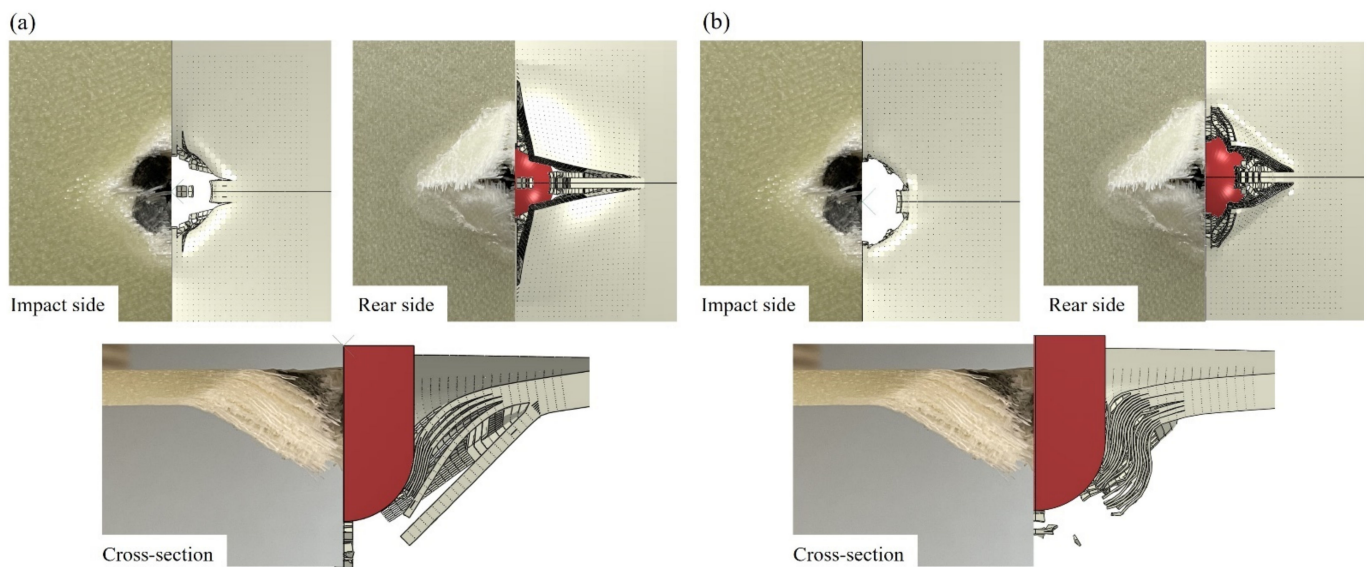 (a)
(b)
Impact side
Rear side
Impact side
Rear side
Cross-section
Cross-section